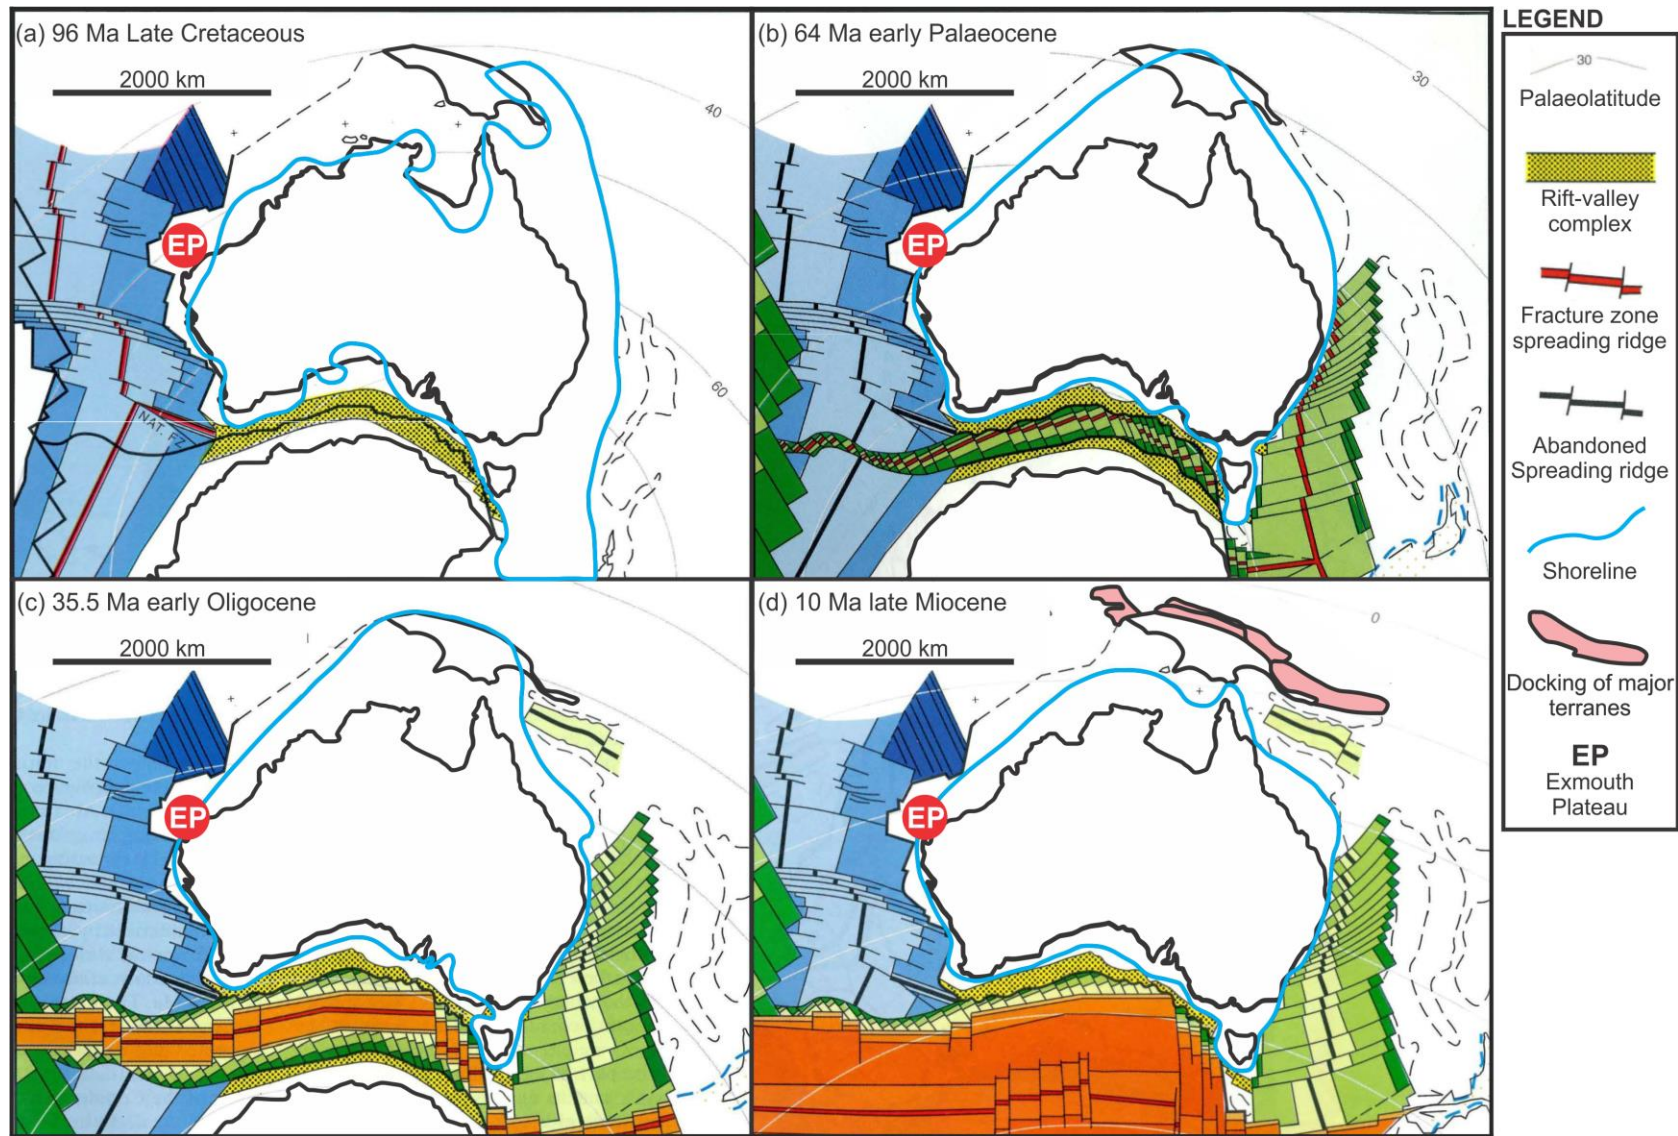 (a) 96 Ma Late Cretaceous
2000 km
40
60
EP
NAT. FZ
(b) 64 Ma early Palaeocene
2000 km
30
EP
(c) 35.5 Ma early Oligocene
2000 km
EP
(d) 10 Ma late Miocene
2000 km
0
EP
LEGEND
30
Palaeolatitude
Rift-valley
complex
Fracture zone
spreading ridge
Abandoned
Spreading ridge
Shoreline
Docking of major
terranes
EP
Exmouth
Plateau